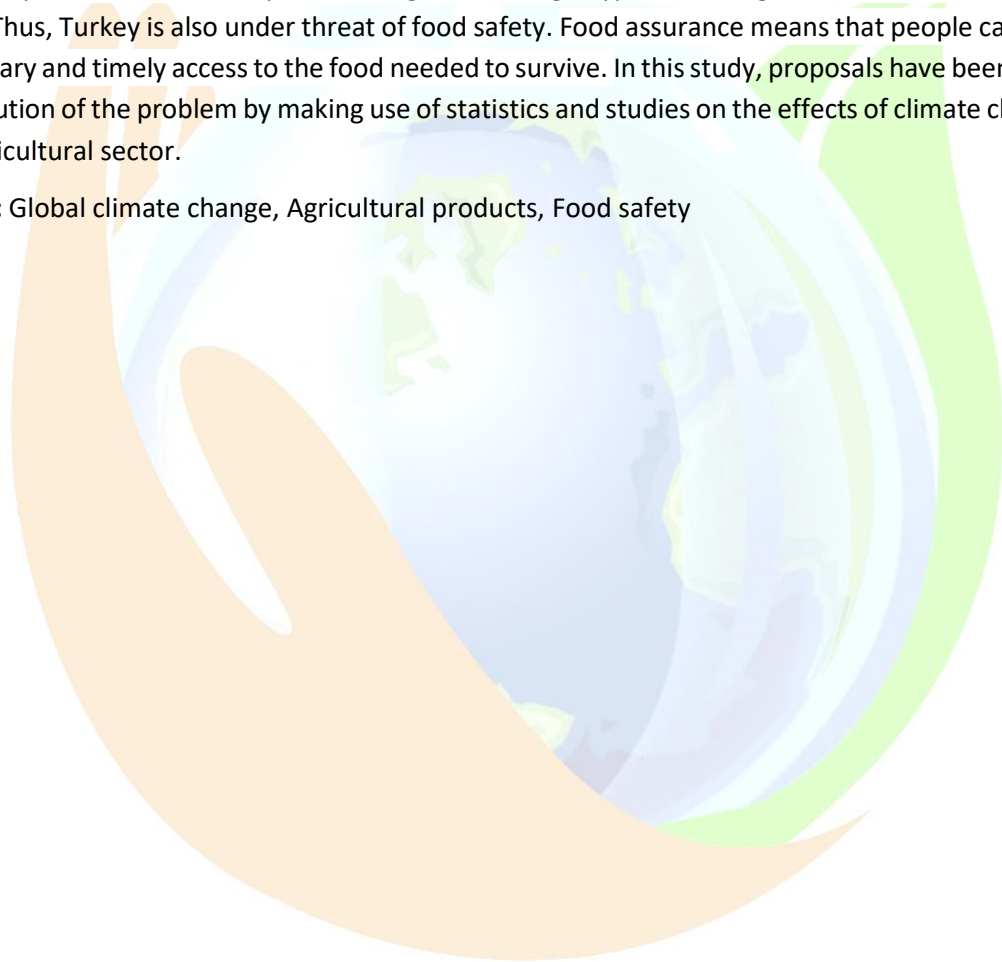 Thus, Turkey is also under threat of food safety. Food assurance means that people ca
ary and timely access to the food needed to survive. In this study, proposals have been
ution of the problem by making use of statistics and studies on the effects of climate
icultural sector.
: Global climate change, Agricultural products, Food safety